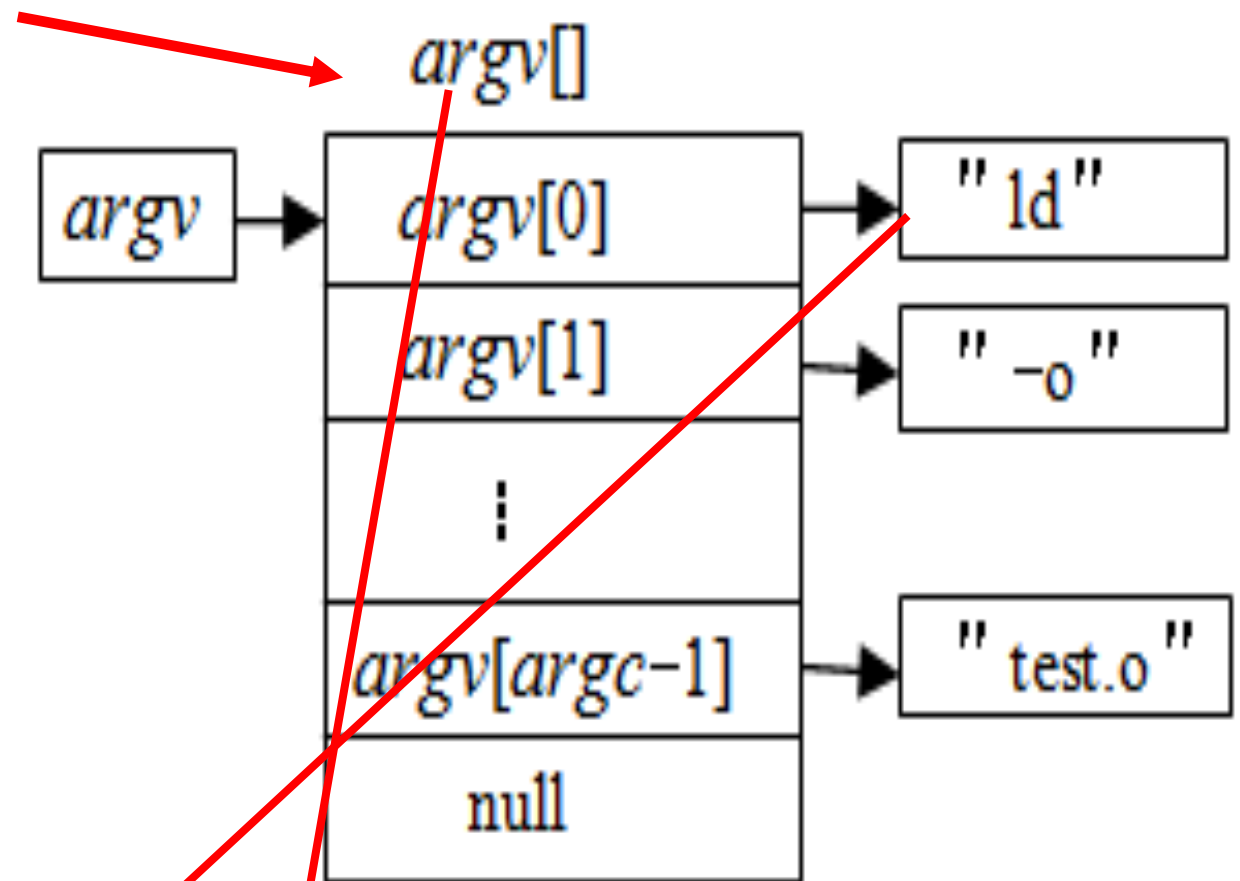 argv[]
argv
argv[0]
" ld "
argv[1]
" -o "
⋮
argv[argc-1]
" test.o "
null